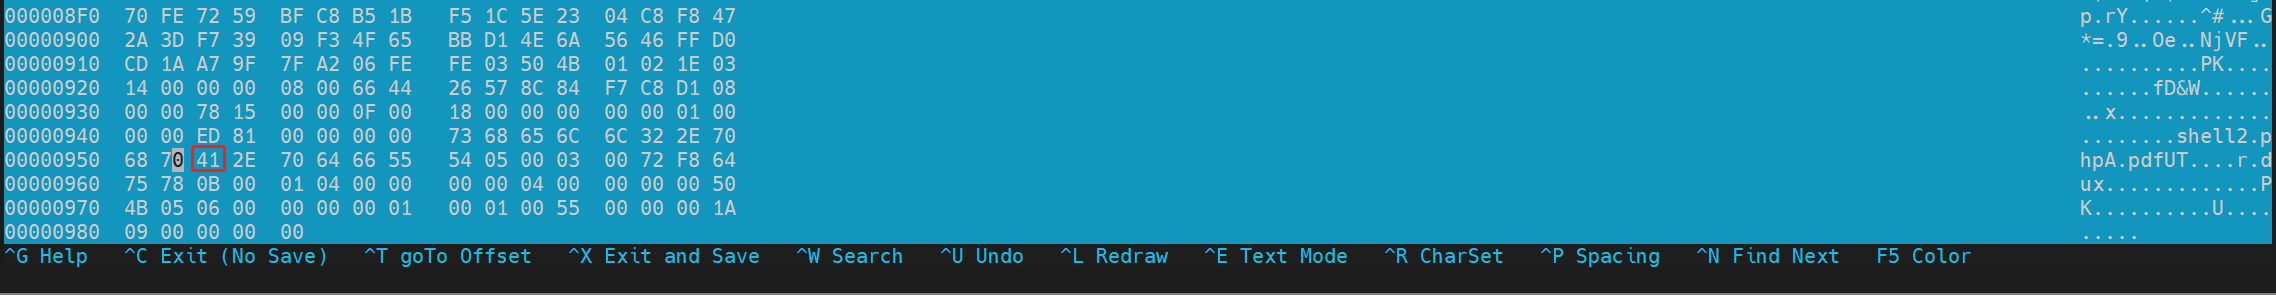 000008F0 70 FE 72 59 BF C8 B5 1B F5 1C 5E 23 04 C8 F8 47 p.rY......^#...G
00000900 2A 3D F7 39 09 F3 4F 65 BB D1 4E 6A 56 46 FF D0 *=.9..Oe..NjVF..
00000910 CD 1A A7 9F 7F A2 06 FE FE 03 50 4B 01 02 1E 03 ..........PK....
00000920 14 00 00 00 08 00 66 44 26 57 8C 84 F7 C8 D1 08 ......fD&W......
00000930 00 00 78 15 00 00 0F 00 18 00 00 00 00 00 01 00 ..x.............
00000940 00 00 ED 81 00 00 00 00 73 68 65 6C 6C 32 2E 70 ........shell2.p
00000950 68 70 41 2E 70 64 66 55 54 05 00 03 00 72 F8 64 hpA.pdfUT....r.d
00000960 75 78 0B 00 01 04 00 00 00 00 04 00 00 00 00 50 ux.............P
00000970 4B 05 06 00 00 00 00 01 00 01 00 55 00 00 00 1A K..........U....
00000980 09 00 00 00 00 .....
^G Help ^C Exit (No Save) ^T goTo Offset ^X Exit and Save ^W Search ^U Undo ^L Redraw ^E Text Mode ^R CharSet ^P Spacing ^N Find Next F5 Color